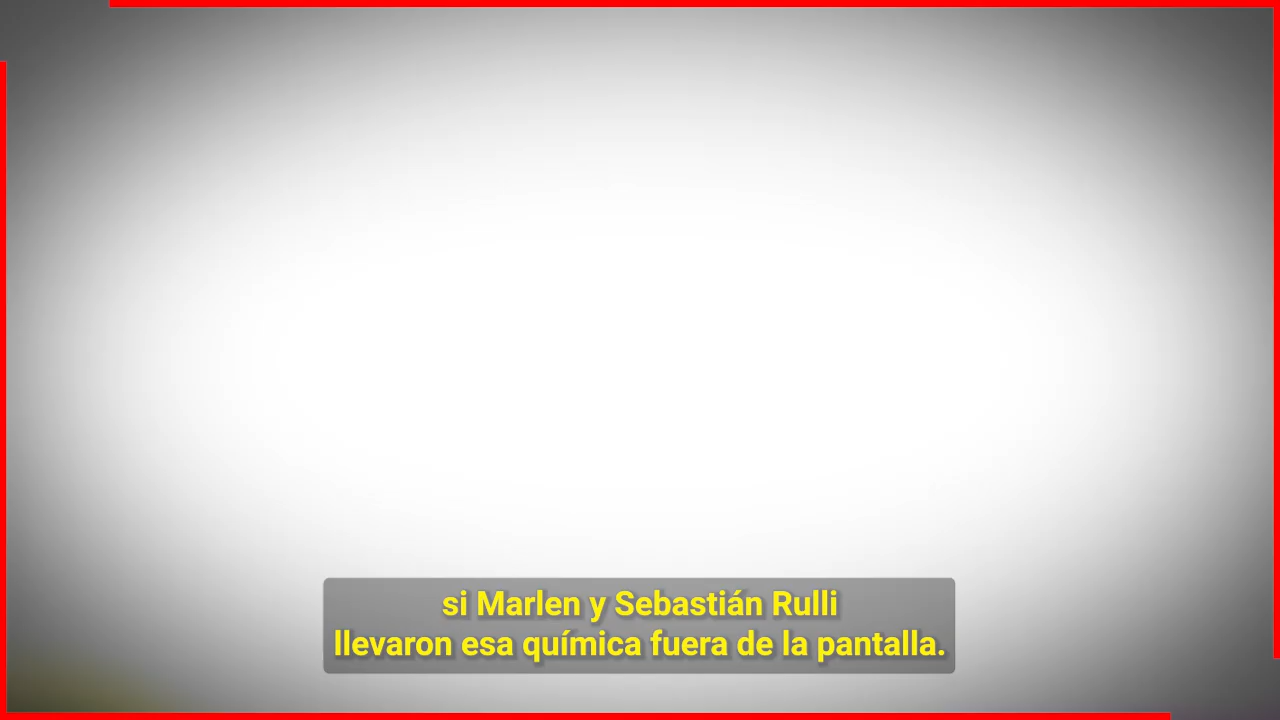 si Marlen y Sebastián Rulli
llevaron esa química fuera de la pantalla.